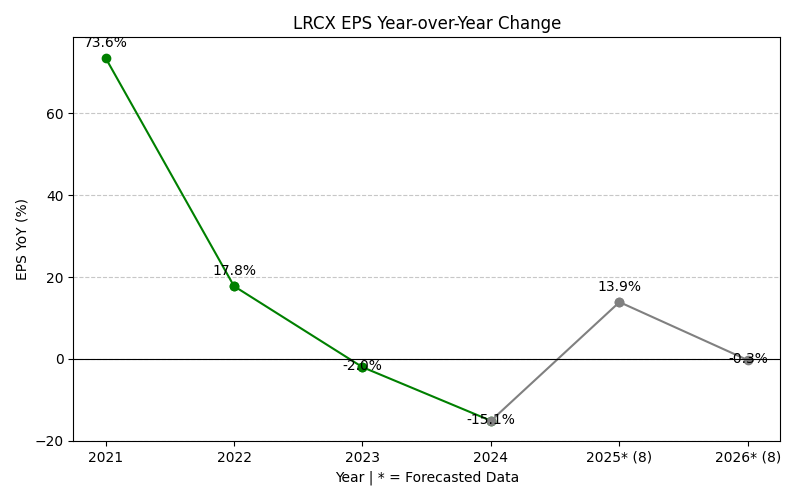 LRCX EPS Year-over-Year Change
73.6%
17.8%
-2.0%
-15.1%
13.9%
-0.3%
60
40
20
0
−20
EPS YoY (%)
2021 2022 2023 2024 2025* (8) 2026* (8)
Year | * = Forecasted Data